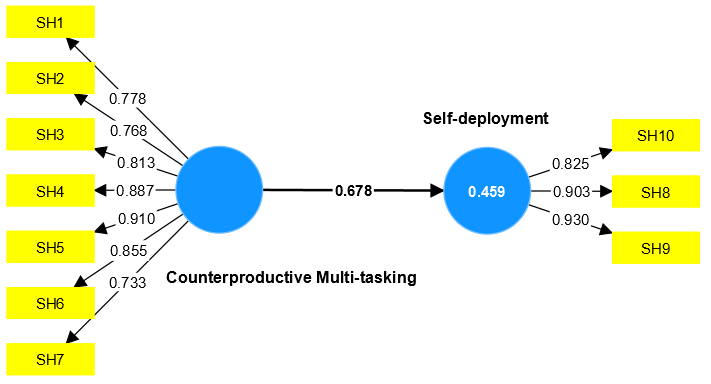 SH1
SH2
SH3
SH4
SH5
SH6
SH7
0.778
0.768
0.813
0.887
0.910
0.855
0.733
Counterproductive Multi-tasking
0.678
Self-deployment
0.459
0.825
0.903
0.930
SH10
SH8
SH9